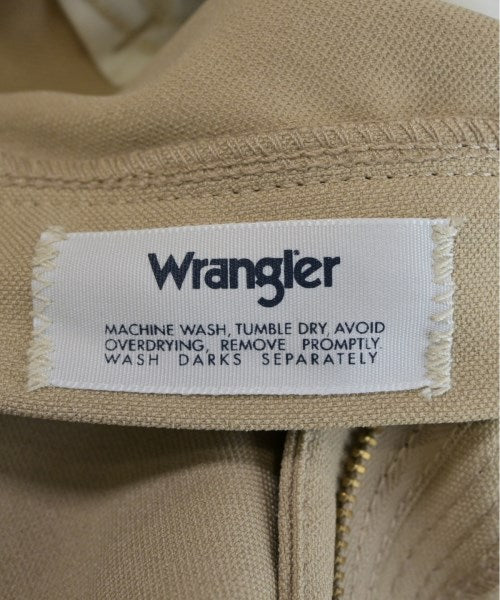 Wrangler
MACHINE WASH, TUMBLE DRY, AVOID
OVERDRYING, REMOVE PROMPTLY.
WASH DARKS SEPARATELY